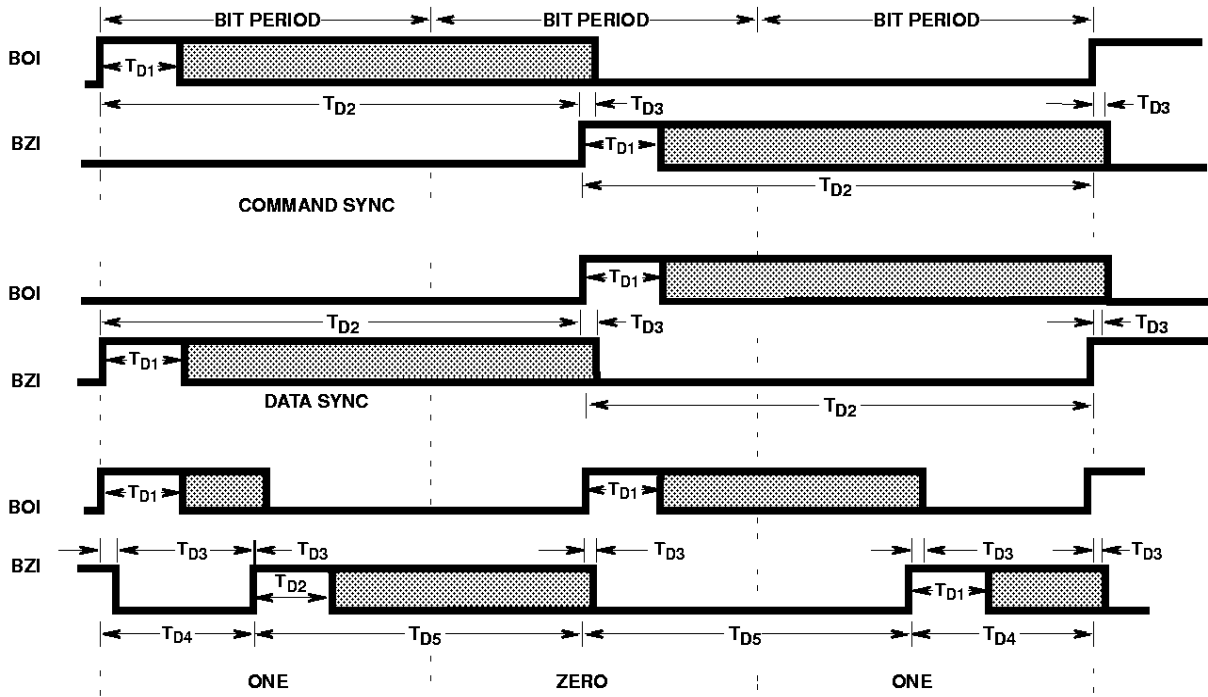 BIT PERIOD BIT PERIOD BIT PERIOD
BOI TD1
TD2 TD3 TD3
BZI TD1
TD2
COMMAND SYNC
BOI TD1
TD2 TD3 TD3
BZI TD1
DATA SYNC TD2
BOI TD1 TD1
BZI TD3 TD3 TD3 TD3 TD3
TD2 TD1
TD4 TD5 TD5 TD4
ONE ZERO ONE